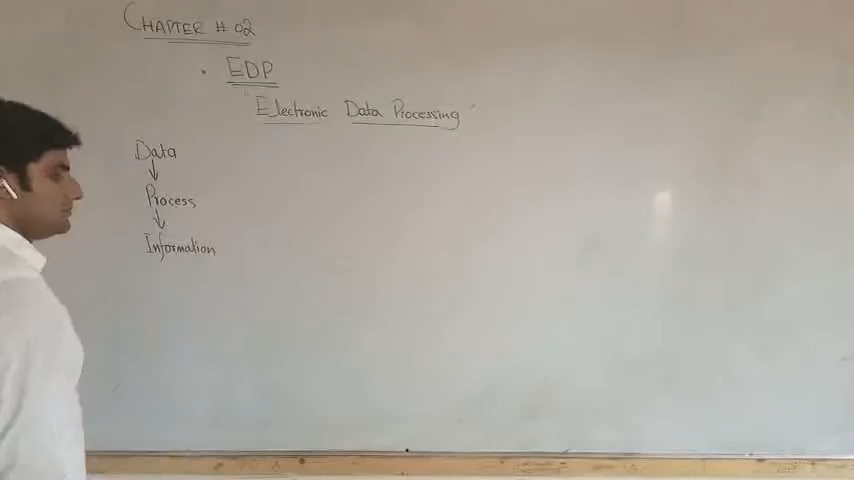 CHAPTER # 02
• EDP
"Electronic Data Processing"
Data
↓
Process
↓
Information